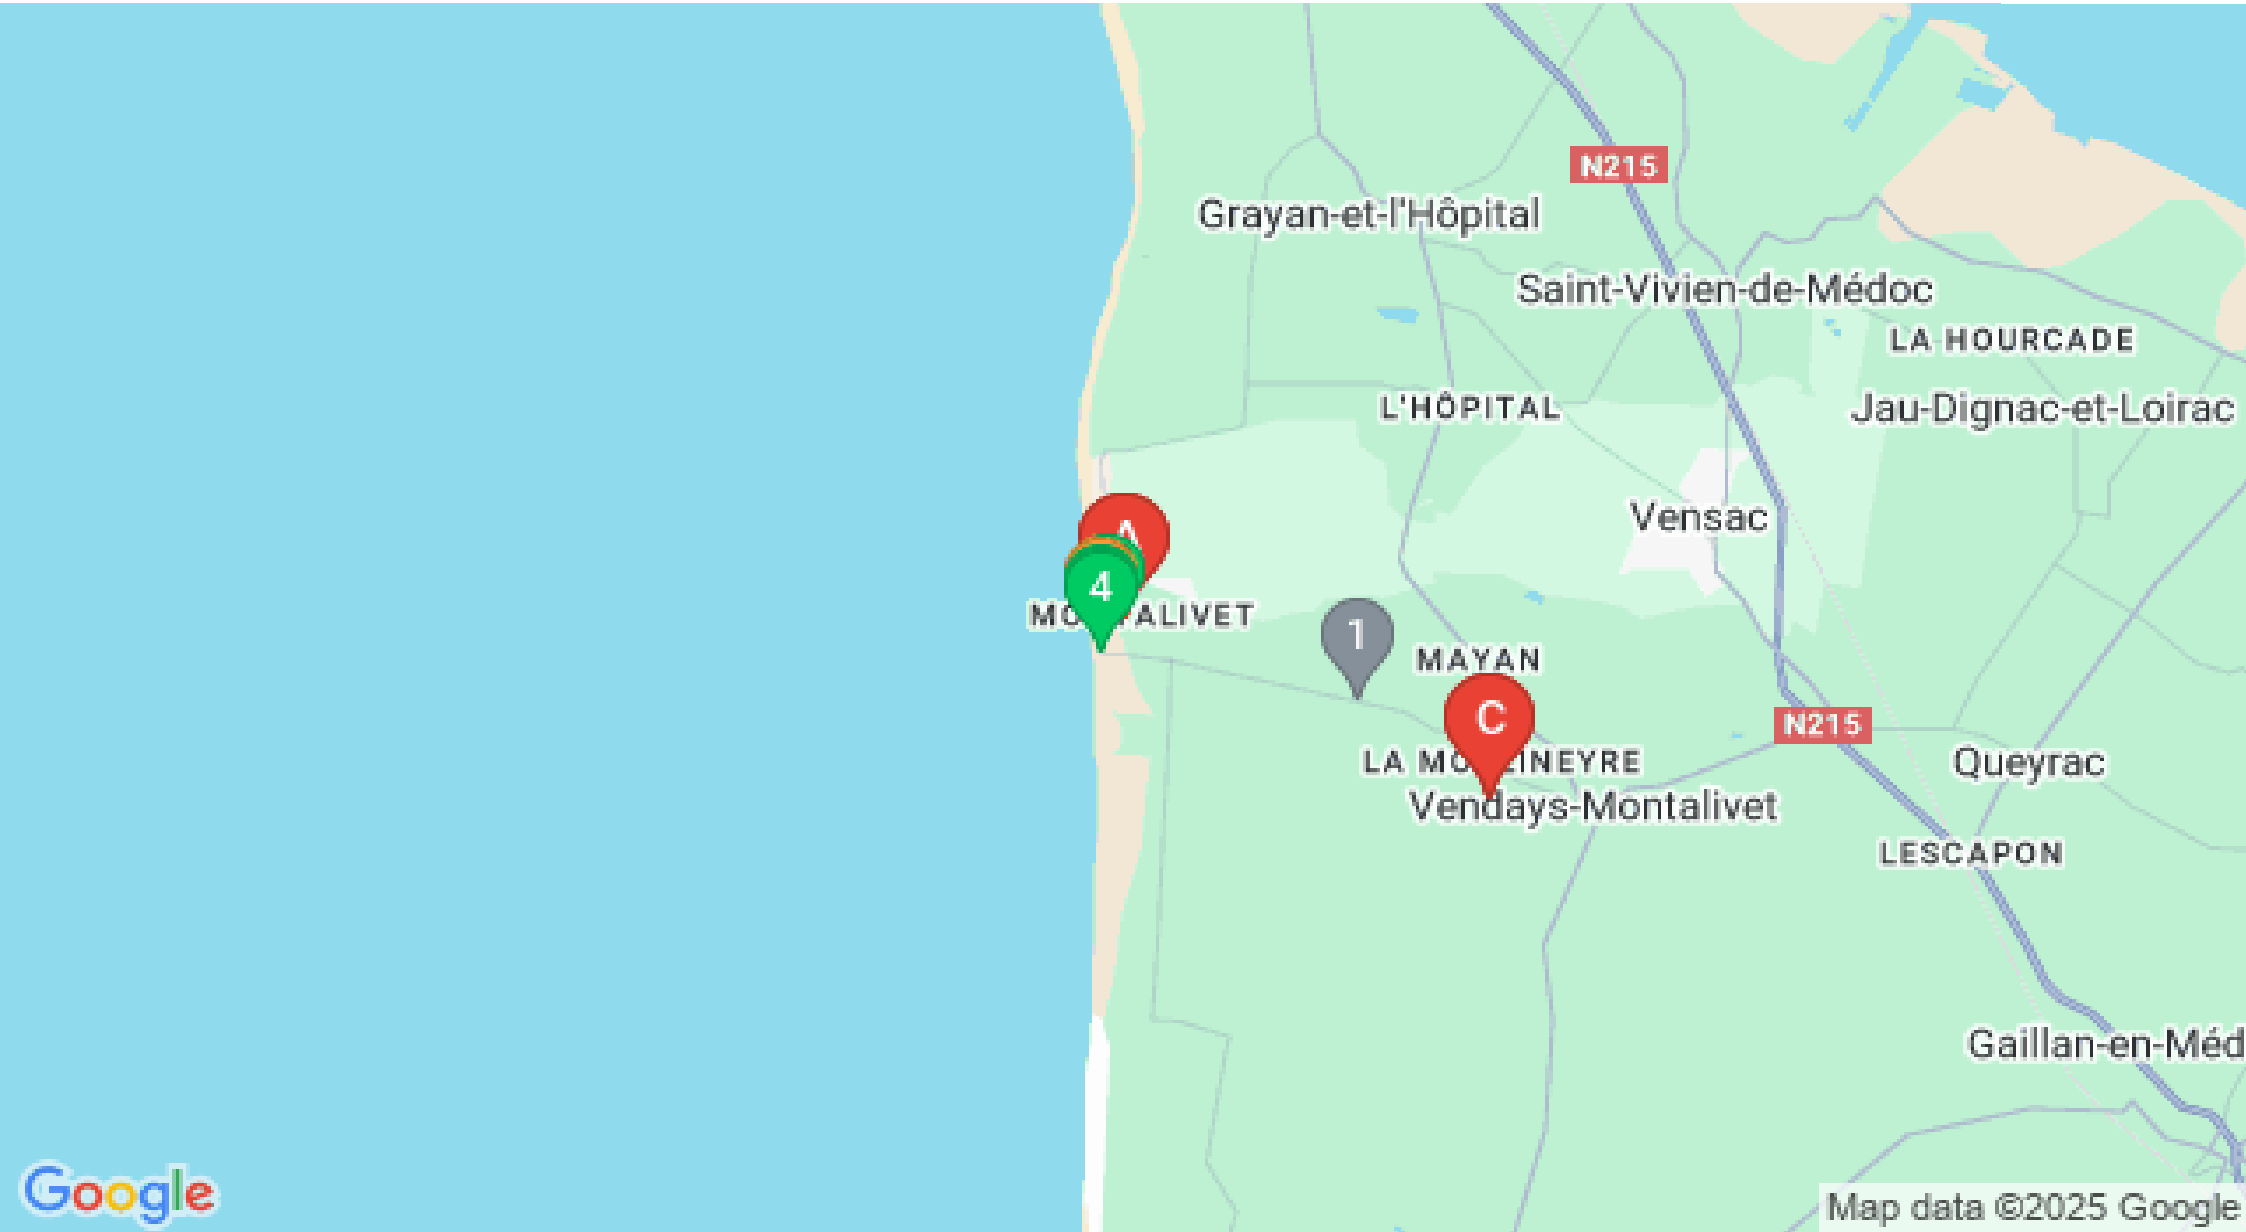 N215
Grayan-et-l'Hôpital
Saint-Vivien-de-Médoc
LA HOURCADE
L'HÔPITAL
Jau-Dignac-et-Loirac
Vensac
A
4
1
MAYAN
C
N215
Queyrac
Vendays-Montalivet
LESCAPON
Gaillan-en-Méd
Google
Map data ©2025 Google